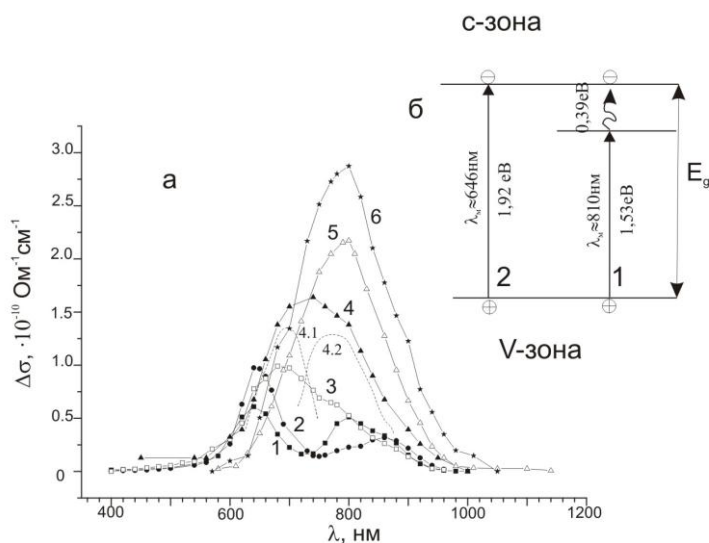 с-зона
б
0,39еВ
λм≈646нм
1,92 еВ
λм≈810нм
1,53еВ
Eg
2
1
V-зона
а
Δσ, ·10⁻¹⁰ Ом⁻¹см⁻¹
3.0
2.5
2.0
1.5
1.0
0.5
0
6
5
4
4.1
4.2
3
2
1
400
600
800
1000
1200
λ, нм